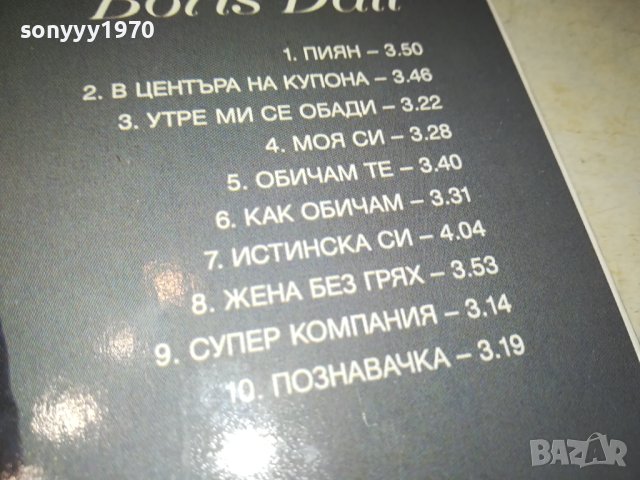 sonyyy1970
Boris Dali
1. ПИЯН – 3.50
2. В ЦЕНТЪРА НА КУПОНА – 3.46
3. УТРЕ МИ СЕ ОБАДИ – 3.22
4. МОЯ СИ – 3.28
5. ОБИЧАМ ТЕ – 3.40
6. КАК ОБИЧАМ – 3.31
7. ИСТИНСКА СИ – 4.04
8. ЖЕНА БЕЗ ГРЯХ – 3.53
9. СУПЕР КОМПАНИЯ – 3.14
10. ПОЗНАВАЧКА – 3.19
BAZAR